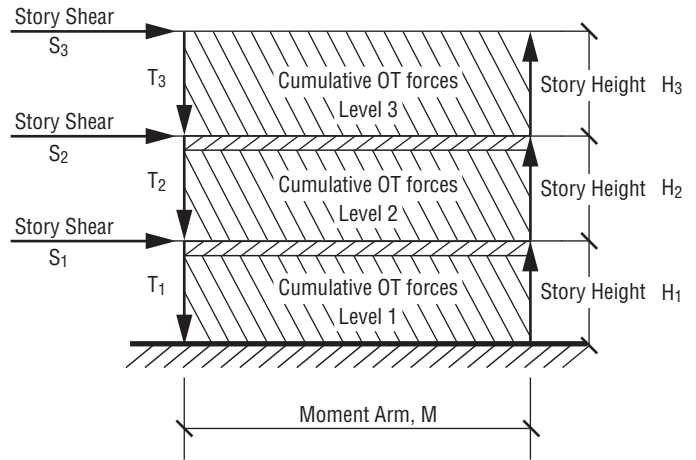 Story Shear
S3
T3
Cumulative OT forces
Level 3
Story Height H3
Story Shear
S2
T2
Cumulative OT forces
Level 2
Story Height H2
Story Shear
S1
T1
Cumulative OT forces
Level 1
Story Height H1
Moment Arm, M